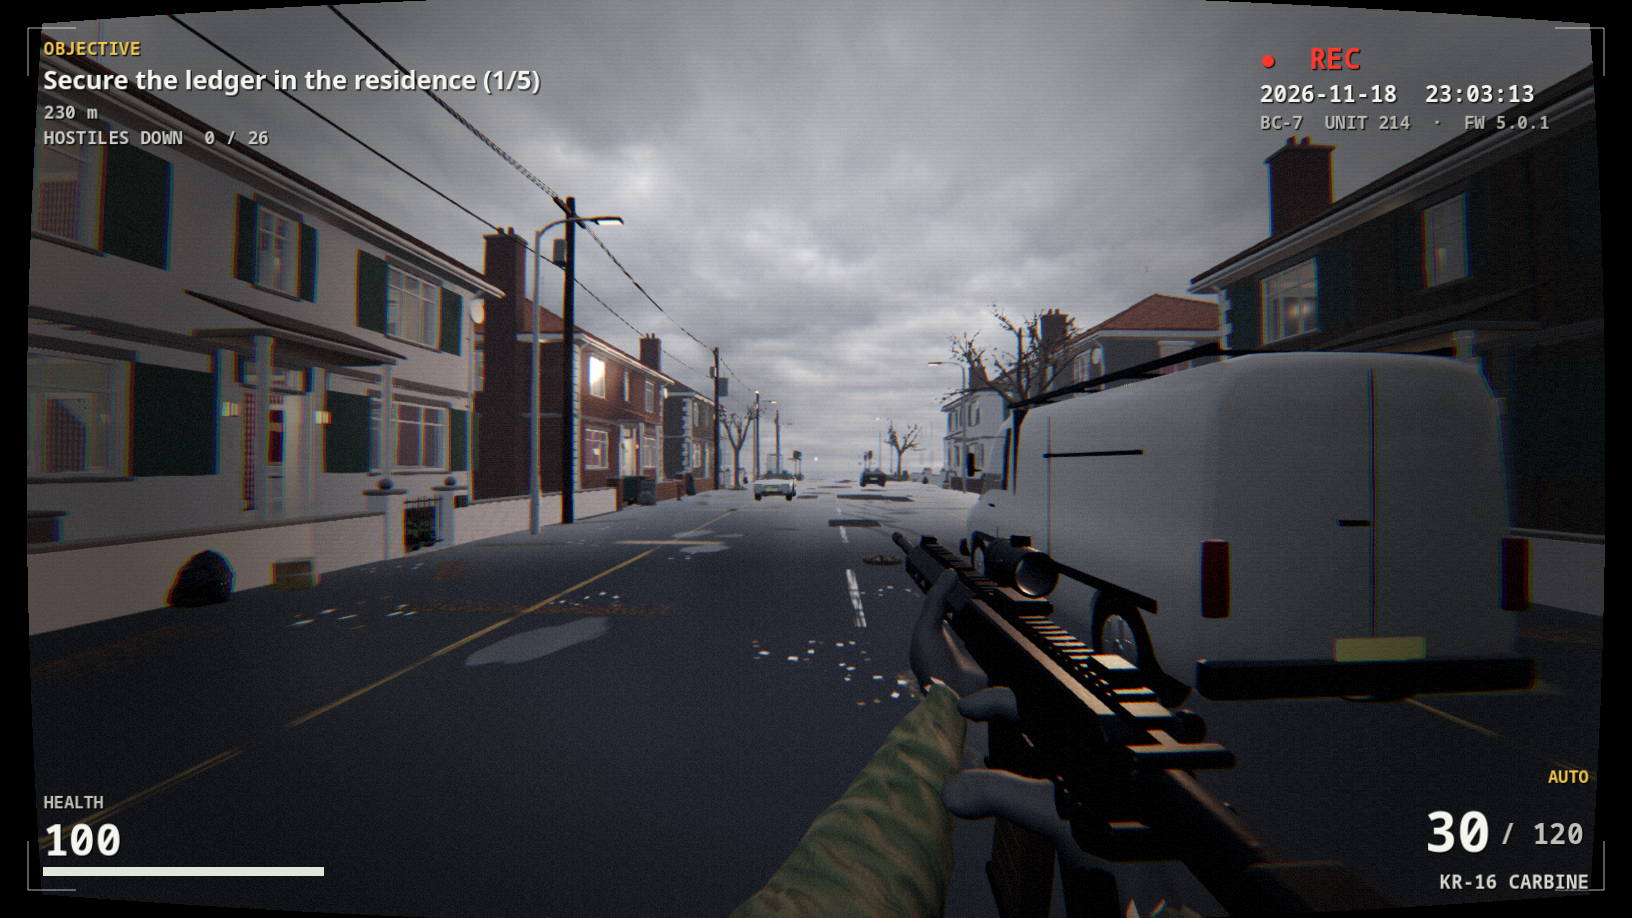 OBJECTIVE
Secure the ledger in the residence (1/5)
230 m
HOSTILES DOWN 0 / 26
● REC
2026-11-18 23:03:13
BC-7 UNIT 214 · FW 5.0.1
HEALTH
100
AUTO
30 / 120
KR-16 CARBINE